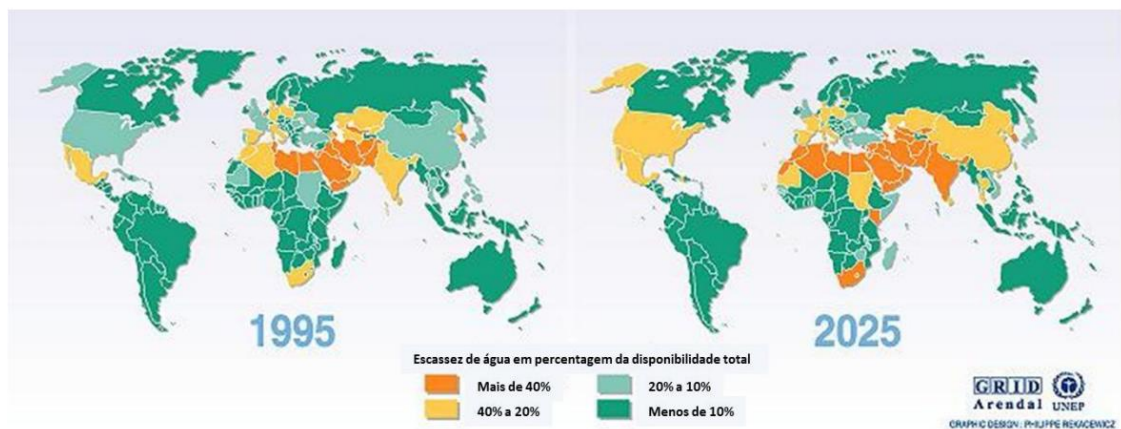 1995
2025
Escassez de água em percentagem da disponibilidade total
Mais de 40%
20% a 10%
40% a 20%
Menos de 10%
GRID
Arendal UNEP
GRAPHIC DESIGN : PHILIPPE REKACEWICZ